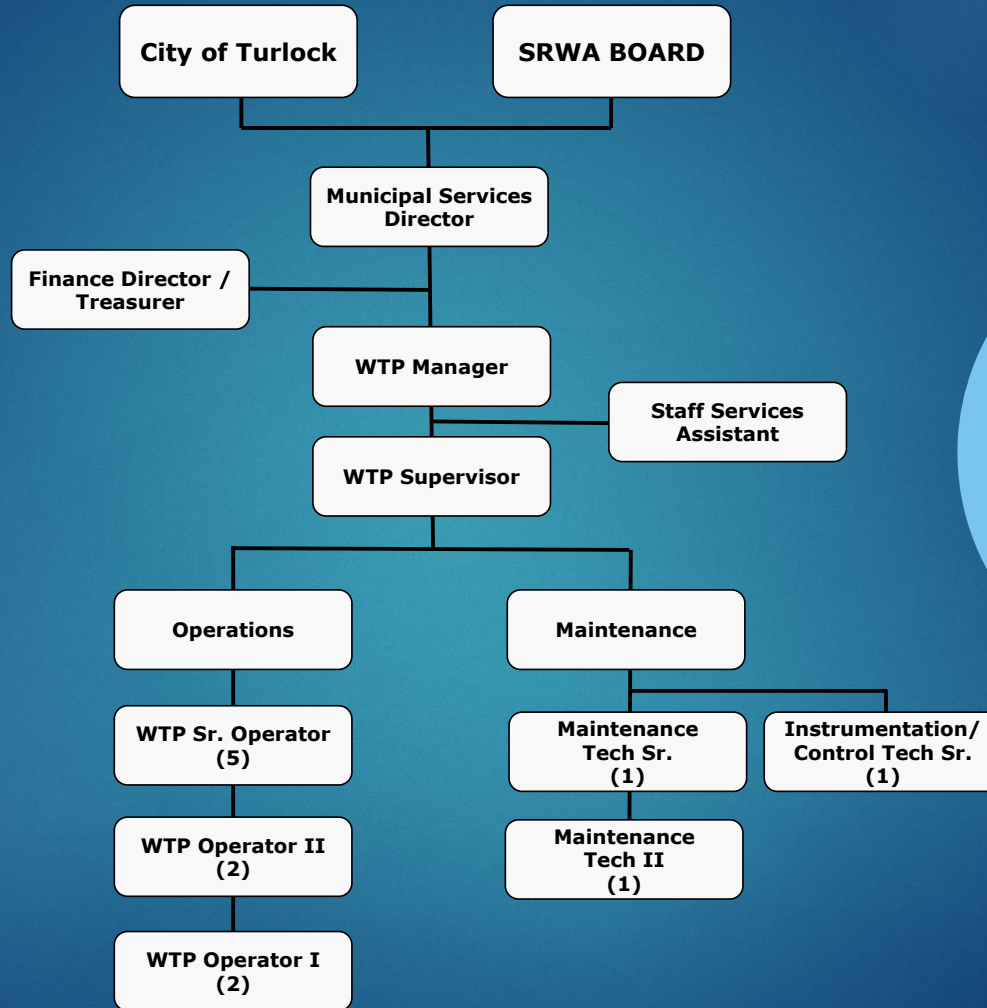 City of Turlock
SRWA BOARD
Municipal Services
Director
Finance Director /
Treasurer
WTP Manager
Staff Services
Assistant
WTP Supervisor
Operations
Maintenance
WTP Sr. Operator
(5)
Maintenance
Tech Sr.
(1)
Instrumentation/
Control Tech Sr.
(1)
WTP Operator II
(2)
Maintenance
Tech II
(1)
WTP Operator I
(2)